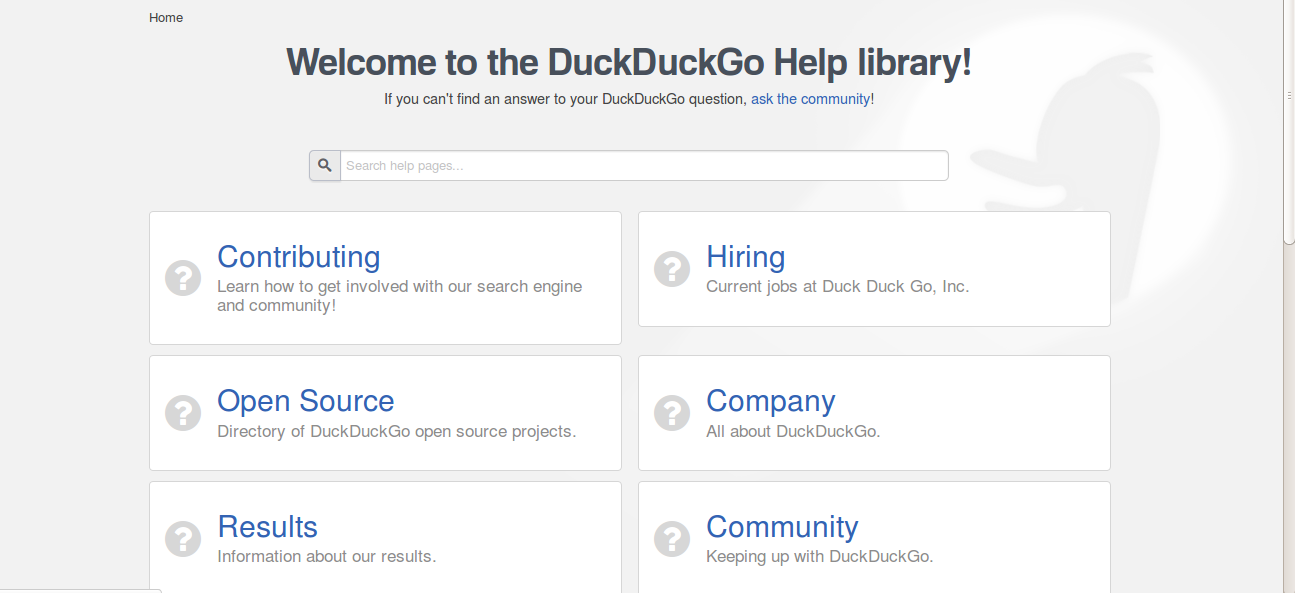 Home
Welcome to the DuckDuckGo Help library!
If you can't find an answer to your DuckDuckGo question, ask the community!
Search help pages...
Contributing
Learn how to get involved with our search engine
and community!
Hiring
Current jobs at Duck Duck Go, Inc.
Open Source
Directory of DuckDuckGo open source projects.
Company
All about DuckDuckGo.
Results
Information about our results.
Community
Keeping up with DuckDuckGo.